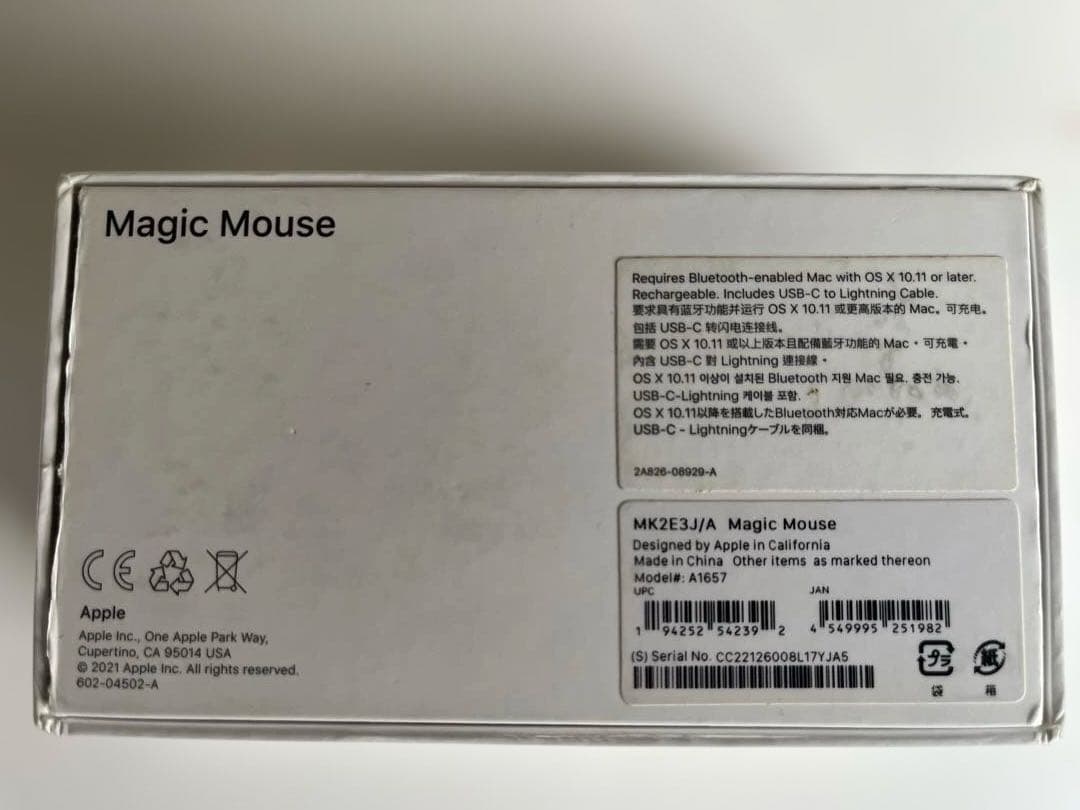 Magic Mouse
Requires Bluetooth-enabled Mac with OS X 10.11 or later.
Rechargeable. Includes USB-C to Lightning Cable.
要求具有蓝牙功能并运行 OS X 10.11 或更高版本的 Mac。可充电。
包括 USB-C 转闪电连接线。
需要 OS X 10.11 或以上版本且配備藍牙功能的 Mac。可充電。
內含 USB-C 對 Lightning 連接線。
OS X 10.11 이상이 설치된 Bluetooth 지원 Mac 필요. 충전 가능.
USB-C-Lightning 케이블 포함.
OS X 10.11以降を搭載したBluetooth対応Macが必要。充電式。
USB-C - Lightningケーブルを同梱。
2A826-08929-A
MK2E3J/A Magic Mouse
Designed by Apple in California
Made in China Other items as marked thereon
Model#: A1657
UPC JAN
1 94252 54239 2 4 549995 251982
(S) Serial No. CC22126008L17YJA5
プラ 紙
袋 箱
CE
Apple
Apple Inc., One Apple Park Way,
Cupertino, CA 95014 USA
© 2021 Apple Inc. All rights reserved.
602-04502-A